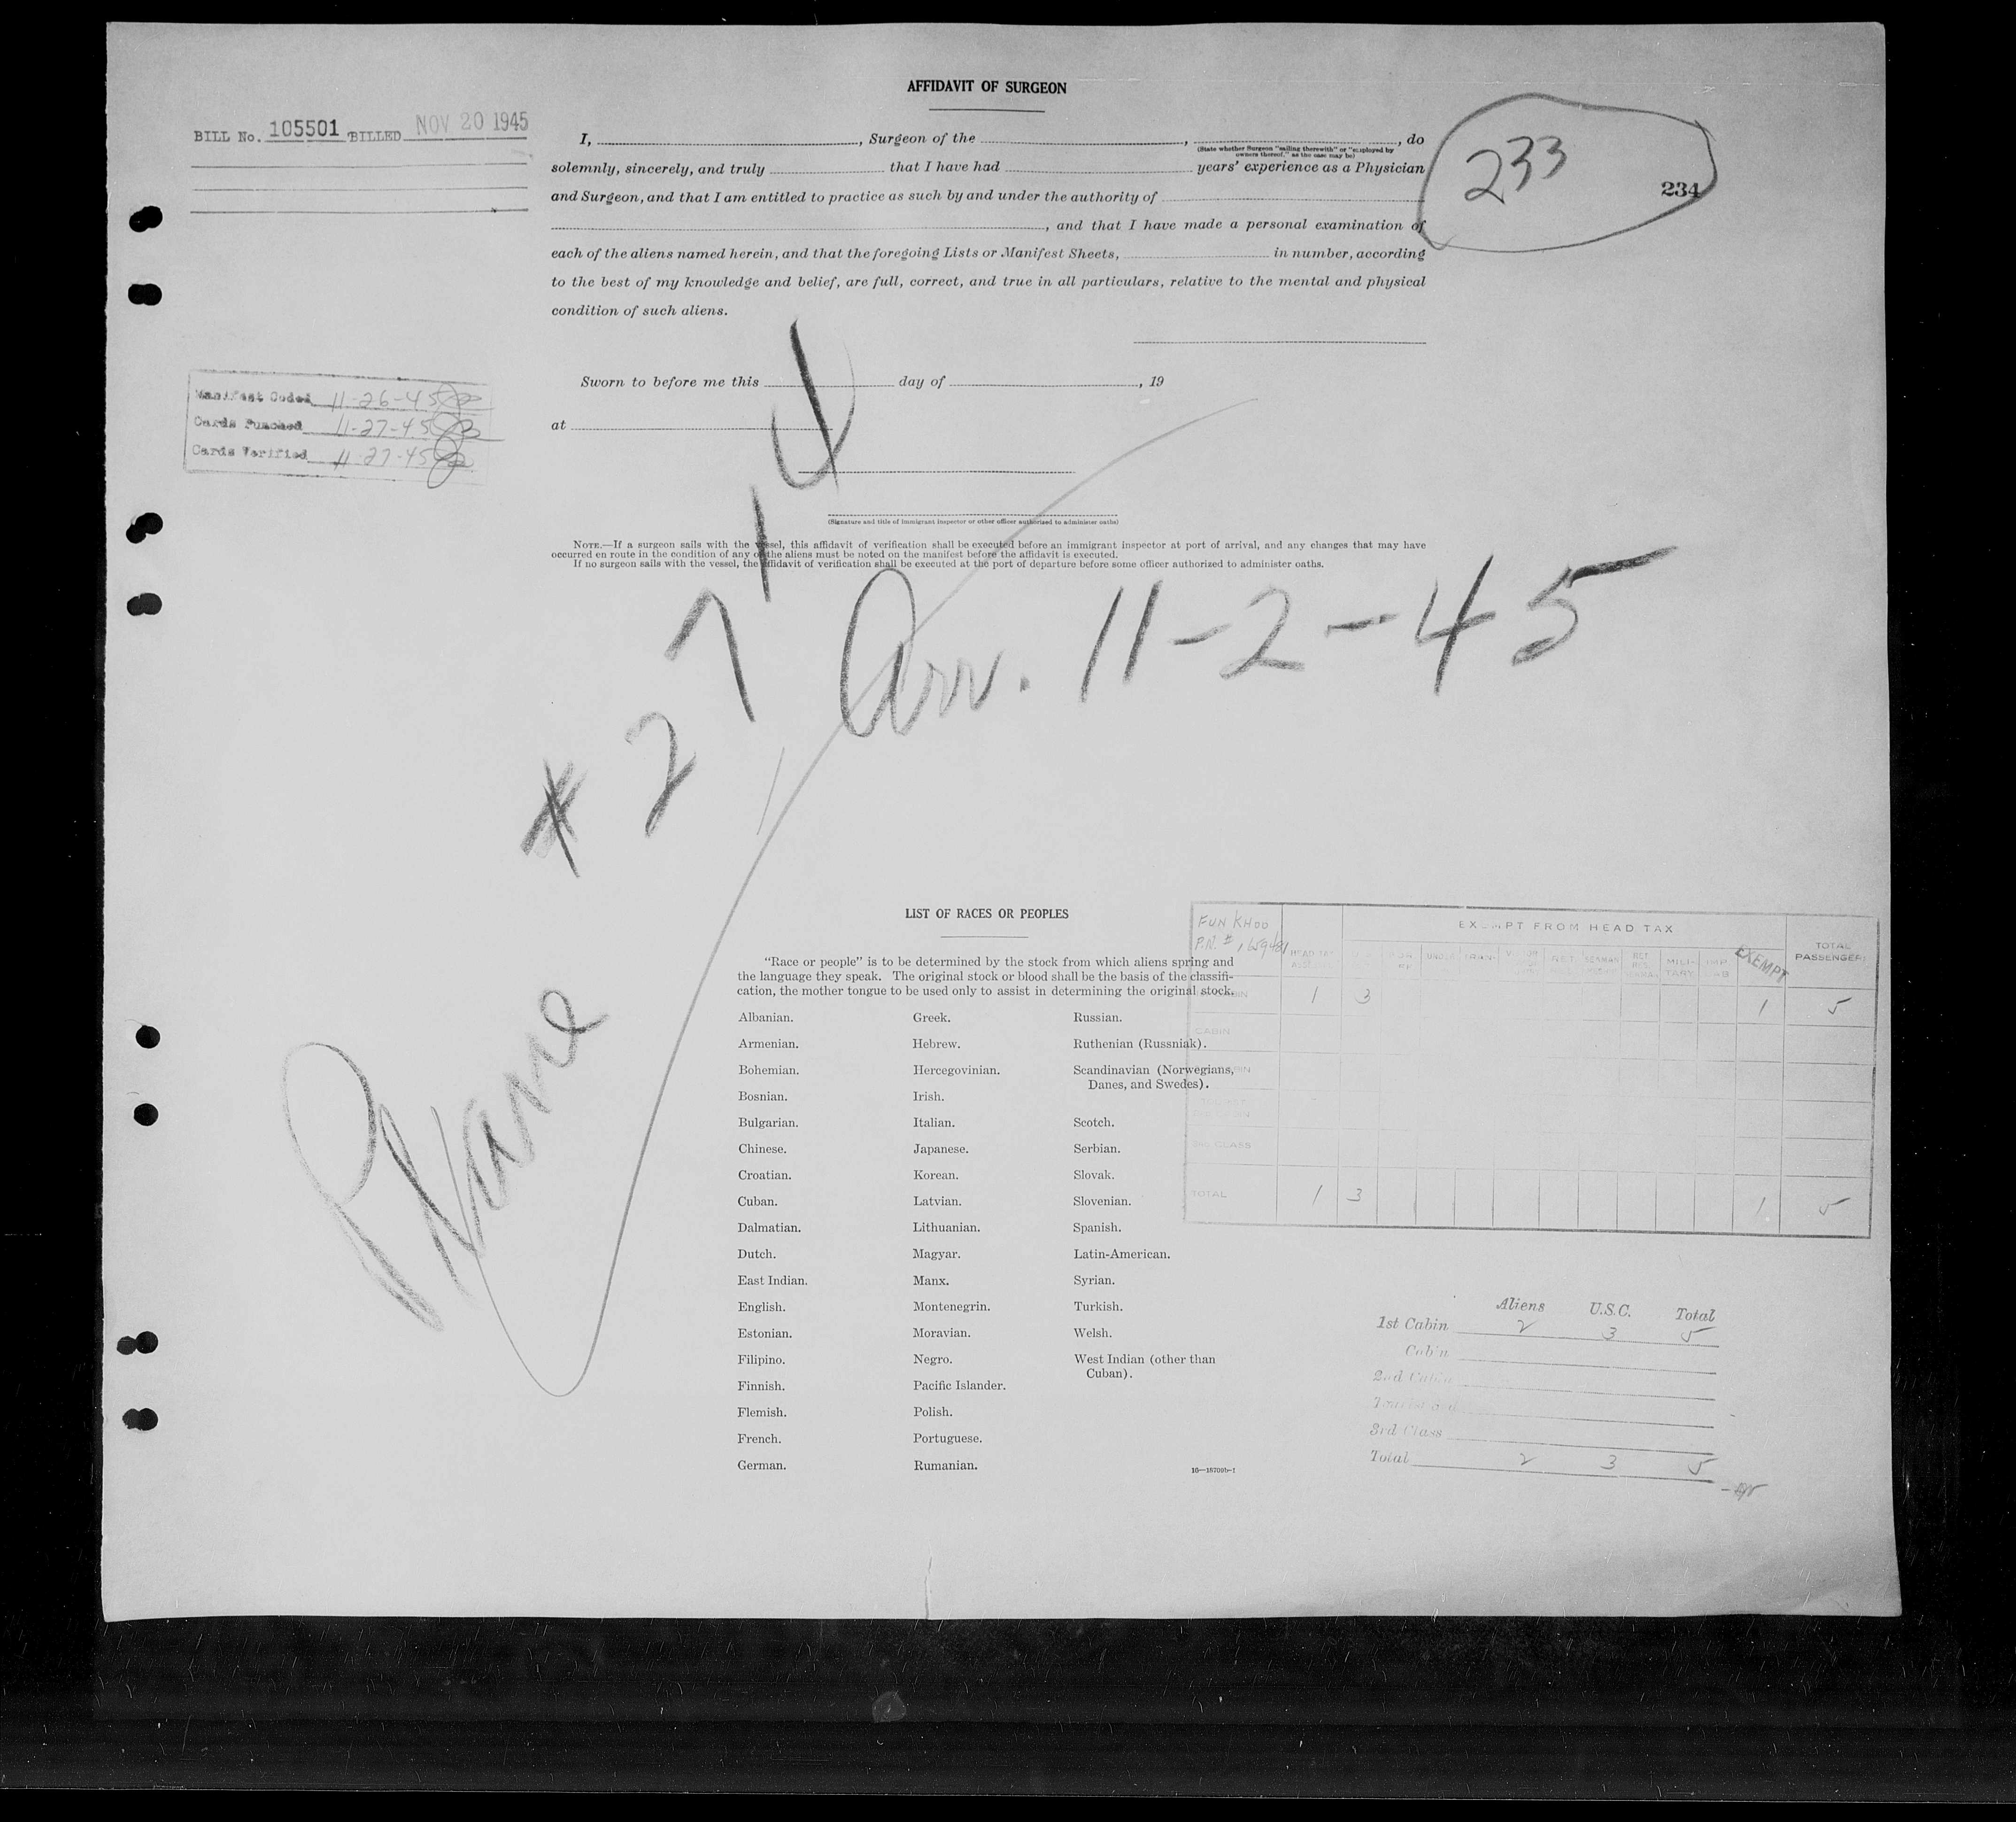 AFFIDAVIT OF SURGEON
BILL No. 105501 BILLED NOV 20 1945
I, , Surgeon of the , , do
(State whether Surgeon "sailing therewith" or "employed by
owners thereof," as the case may be)
solemnly, sincerely, and truly that I have had years' experience as a Physician
and Surgeon, and that I am entitled to practice as such by and under the authority of
, and that I have made a personal examination of
each of the aliens named herein, and that the foregoing Lists or Manifest Sheets, in number, according
to the best of my knowledge and belief, are full, correct, and true in all particulars, relative to the mental and physical
condition of such aliens.
233
234
Manifest Coded 11-26-45
Cards Punched 11-27-45
Cards Verified 11-27-45
Sworn to before me this day of , 19
at
(Signature and title of immigrant inspector or other officer authorized to administer oaths)
NOTE.—If a surgeon sails with the vessel, this affidavit of verification shall be executed before an immigrant inspector at port of arrival, and any changes that may have
occurred en route in the condition of any of the aliens must be noted on the manifest before the affidavit is executed.
If no surgeon sails with the vessel, the affidavit of verification shall be executed at the port of departure before some officer authorized to administer oaths.
Plane # 2714
Arr. 11-2-45
LIST OF RACES OR PEOPLES
"Race or people" is to be determined by the stock from which aliens spring and
the language they speak. The original stock or blood shall be the basis of the classifi-
cation, the mother tongue to be used only to assist in determining the original stock.
Albanian. Greek. Russian.
Armenian. Hebrew. Ruthenian (Russniak).
Bohemian. Hercegovinian. Scandinavian (Norwegians,
Danes, and Swedes).
Bosnian. Irish.
Bulgarian. Italian. Scotch.
Chinese. Japanese. Serbian.
Croatian. Korean. Slovak.
Cuban. Latvian. Slovenian.
Dalmatian. Lithuanian. Spanish.
Dutch. Magyar. Latin-American.
East Indian. Manx. Syrian.
English. Montenegrin. Turkish.
Estonian. Moravian. Welsh.
Filipino. Negro. West Indian (other than
Cuban).
Finnish. Pacific Islander.
Flemish. Polish.
French. Portuguese.
German. Rumanian.
16—18709b-1
FUN KHOO
P.N. #
HEAD TAX
EXEMPT FROM HEAD TAX
TOTAL
PASSENGERS
SEAMAN MILI-
TARY EXEMPT
1 3 1 5
CABIN
CLASS
TOTAL 1 3 1 5
Aliens U.S.C. Total
1st Cabin 2 3 5
Cabin
2nd Cabin
3rd Class
Total 2 3 5